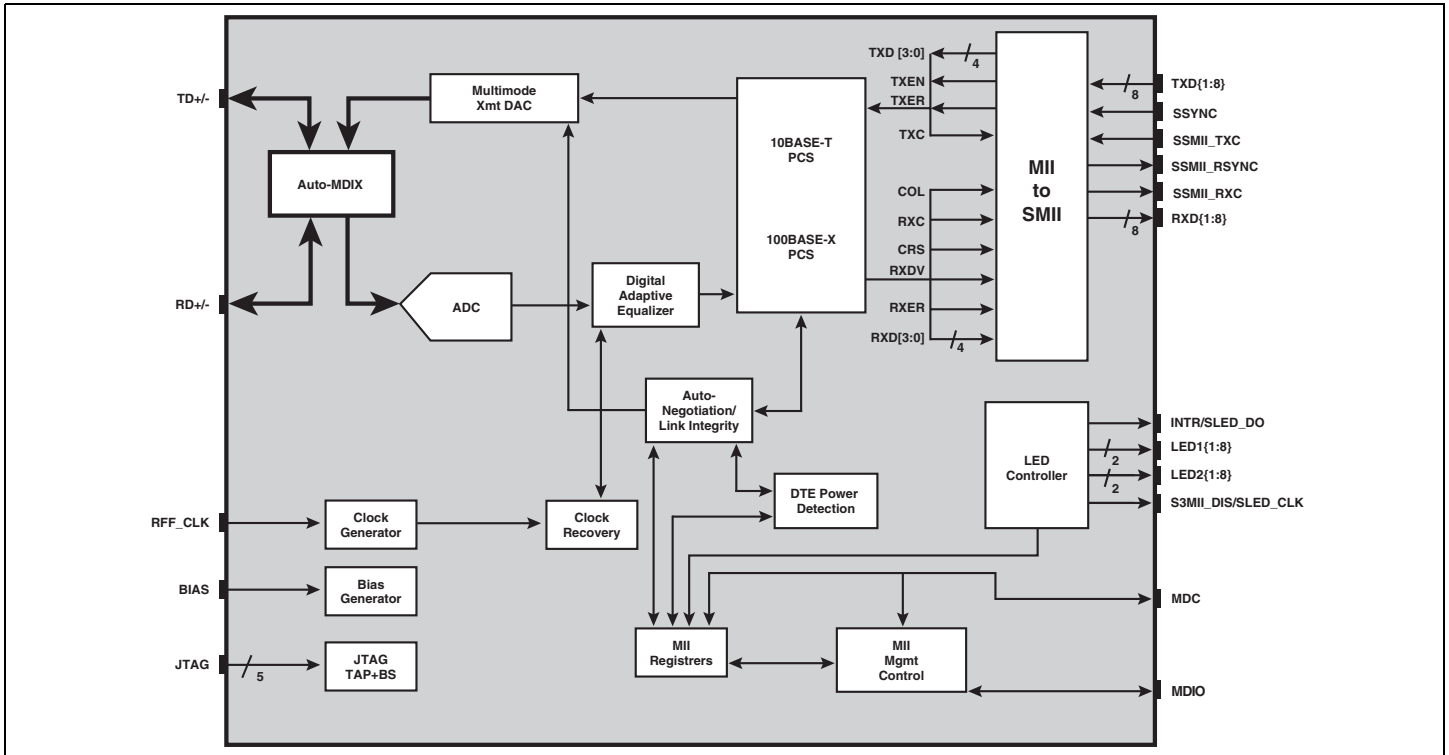 TD+/-
RD+/-
RFF_CLK
BIAS
JTAG
5
Multimode
Xmt DAC
Auto-MDIX
ADC
Digital
Adaptive
Equalizer
10BASE-T
PCS
100BASE-X
PCS
TXD [3:0]
4
TXEN
TXER
TXC
COL
RXC
CRS
RXDV
RXER
RXD[3:0]
4
MII
to
SMII
TXD{1:8}
8
SSYNC
SSMII_TXC
SSMII_RSYNC
SSMII_RXC
RXD{1:8}
8
Auto-
Negotiation/
Link Integrity
DTE Power
Detection
Clock
Generator
Clock
Recovery
Bias
Generator
JTAG
TAP+BS
MII
Registrers
MII
Mgmt
Control
LED
Controller
INTR/SLED_DO
LED1{1:8}
2
LED2{1:8}
2
S3MII_DIS/SLED_CLK
MDC
MDIO